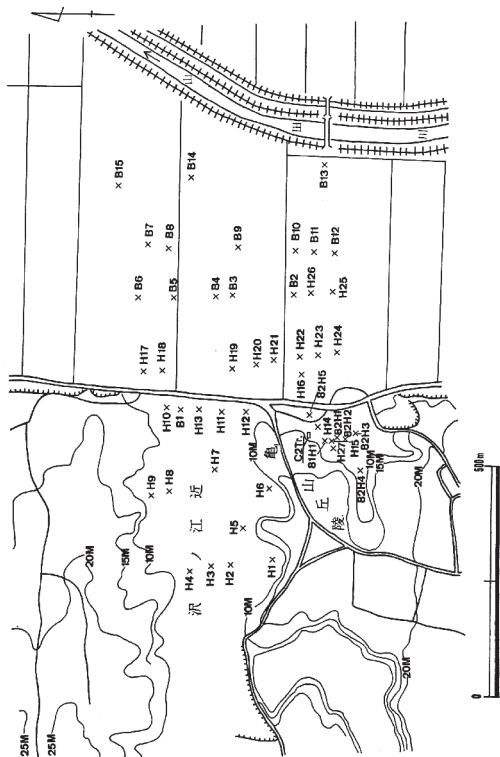 B15
B14
山
田
川
B13
B7
B8
B9
B10
B11
B12
B6
B5
B4
B3
B2
H26
H25
H17
H18
H19
H20
H21
H22
H23
H24
H16
82H5
H10
B1
H13
H11
H12
H14
82H1
82H2
H27
H15
82H3
C2Tr.
81H1
82H4
H9
H8
H7
H6
H5
H4
H3
H2
H1
近江ノ沢
亀山丘陵
10M
10M
10M
10M
15M
15M
20M
20M
20M
25M
25M
0
500m